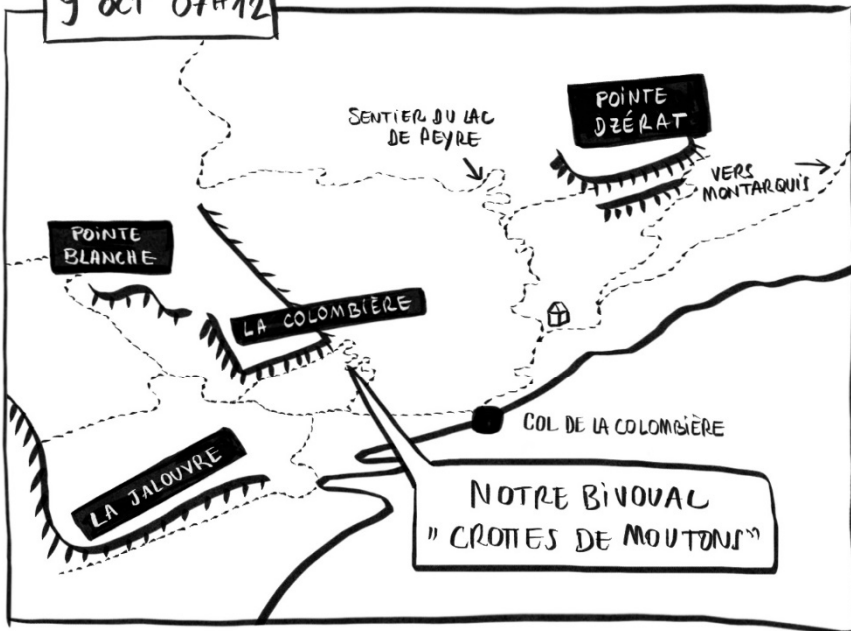 9 OCT 07H12
SENTIER DU LAC
DE PEYRE
POINTE
DZÉRAT
VERS
MONTARQUIS
POINTE
BLANCHE
LA COLOMBIÈRE
COL DE LA COLOMBIÈRE
LA JALOUVRE
NOTRE BIVOUAC
" CROTTES DE MOUTONS"